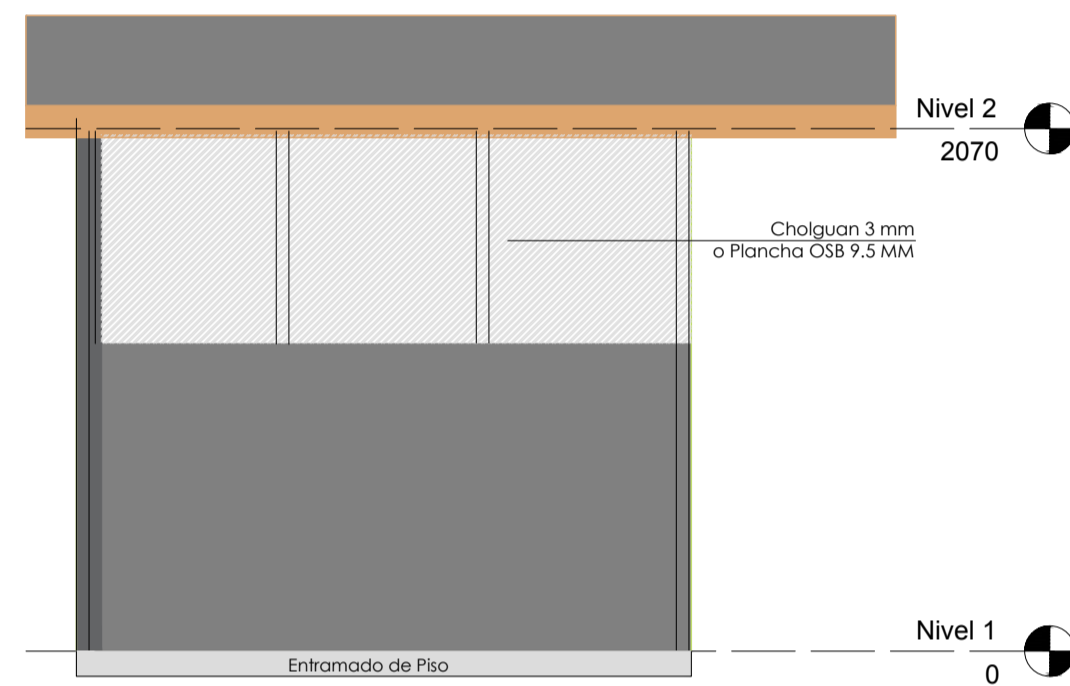 Nivel 2
2070
Cholguan 3 mm
o Plancha OSB 9.5 MM
Nivel 1
Entramado de Piso
0